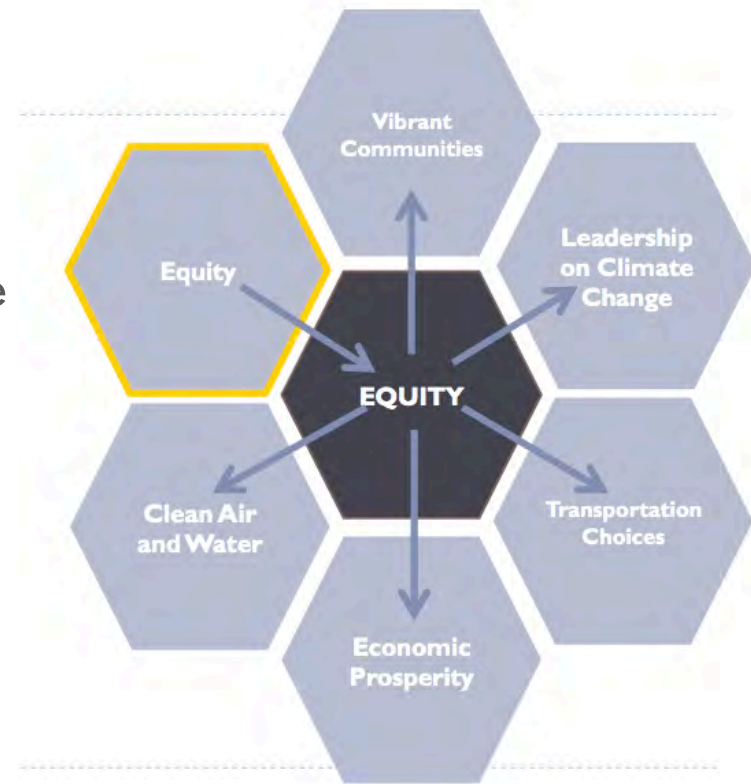 Vibrant
Communities
Leadership
on Climate
Change
Equity
e
EQUITY
Clean Air
and Water
Transportation
Choices
Economic
Prosperity